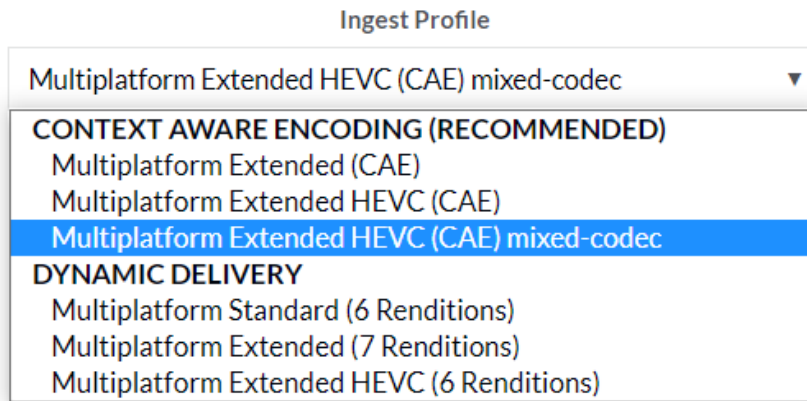 Ingest Profile
Multiplatform Extended HEVC (CAE) mixed-codec ▼
CONTEXT AWARE ENCODING (RECOMMENDED)
Multiplatform Extended (CAE)
Multiplatform Extended HEVC (CAE)
Multiplatform Extended HEVC (CAE) mixed-codec
DYNAMIC DELIVERY
Multiplatform Standard (6 Renditions)
Multiplatform Extended (7 Renditions)
Multiplatform Extended HEVC (6 Renditions)